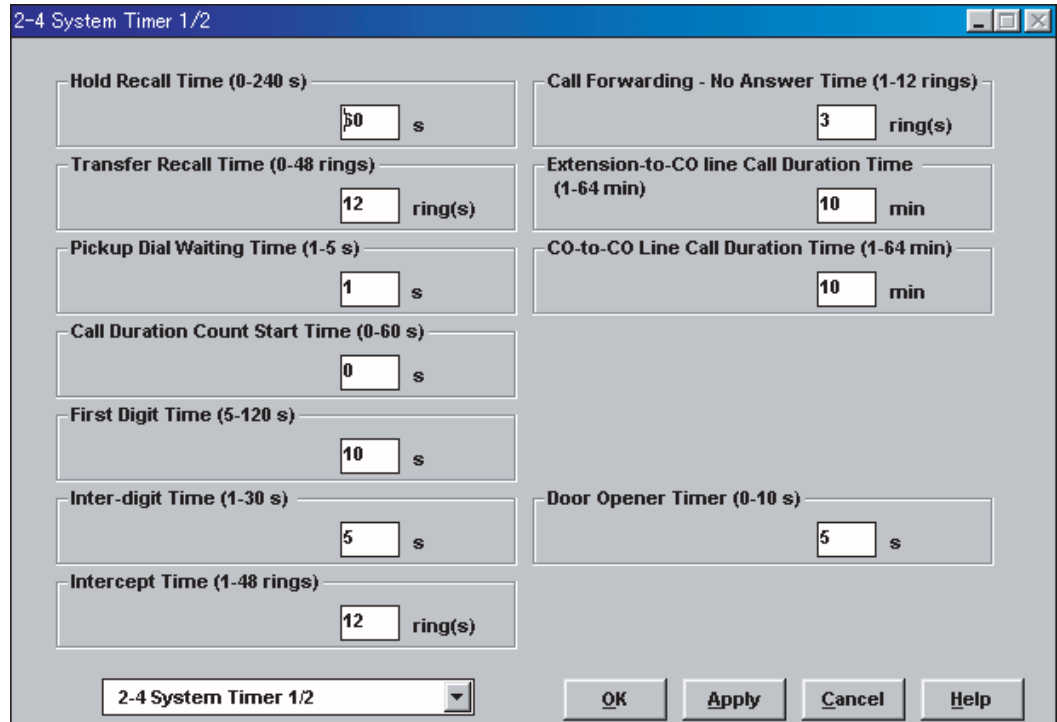 2-4 System Timer 1/2
Hold Recall Time (0-240 s)
60 s
Transfer Recall Time (0-48 rings)
12 ring(s)
Pickup Dial Waiting Time (1-5 s)
1 s
Call Duration Count Start Time (0-60 s)
0 s
First Digit Time (5-120 s)
10 s
Inter-digit Time (1-30 s)
5 s
Intercept Time (1-48 rings)
12 ring(s)
Call Forwarding - No Answer Time (1-12 rings)
3 ring(s)
Extension-to-CO line Call Duration Time
(1-64 min)
10 min
CO-to-CO Line Call Duration Time (1-64 min)
10 min
Door Opener Timer (0-10 s)
5 s
2-4 System Timer 1/2
OK Apply Cancel Help